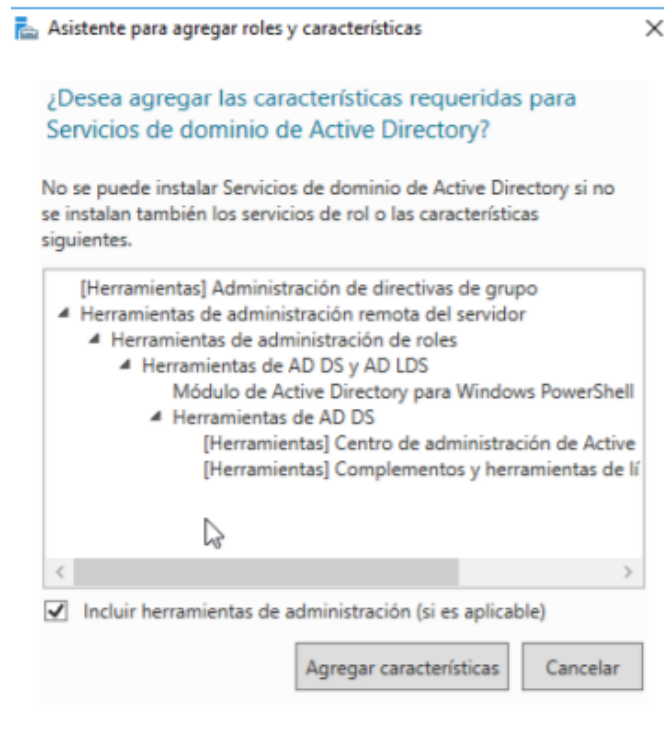 Asistente para agregar roles y características
¿Desea agregar las características requeridas para
Servicios de dominio de Active Directory?
No se puede instalar Servicios de dominio de Active Directory si no
se instalan también los servicios de rol o las características
siguientes.
[Herramientas] Administración de directivas de grupo
Herramientas de administración remota del servidor
Herramientas de administración de roles
Herramientas de AD DS y AD LDS
Módulo de Active Directory para Windows PowerShell
Herramientas de AD DS
[Herramientas] Centro de administración de Active
[Herramientas] Complementos y herramientas de lí
Incluir herramientas de administración (si es aplicable)
Agregar características
Cancelar